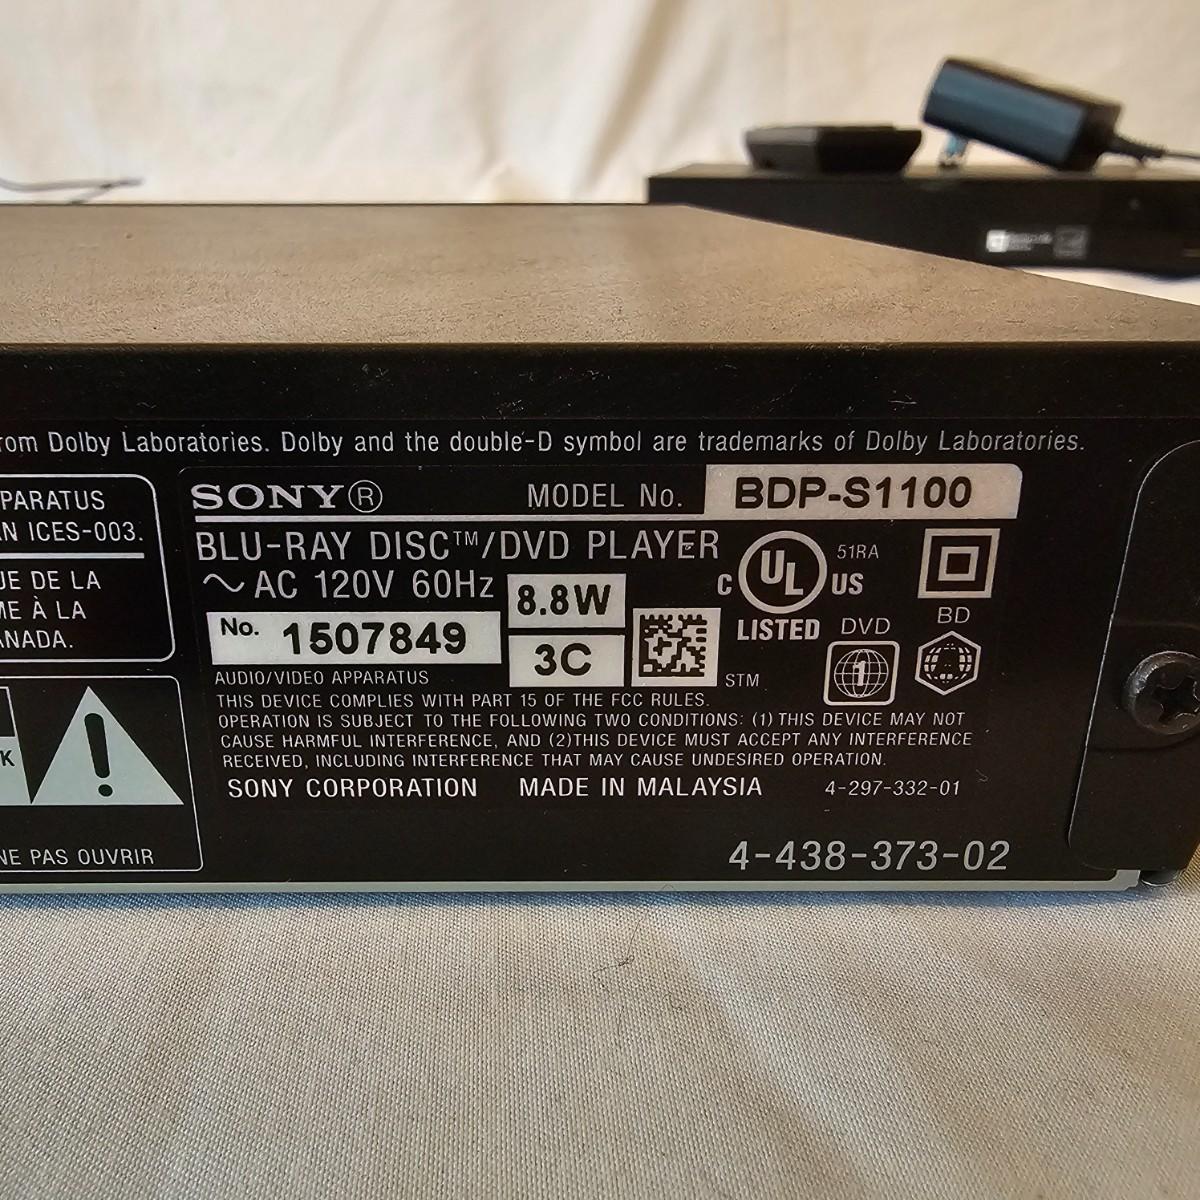 rom Dolby Laboratories. Dolby and the double-D symbol are trademarks of Dolby Laboratories.
PARATUS
N ICES-003.
UE DE LA
ME À LA
ANADA.
K
NE PAS OUVRIR
SONY® MODEL No. BDP-S1100
BLU-RAY DISC™/DVD PLAYER
~ AC 120V 60Hz 8.8W
No. 1507849 3C
C UL US 51RA
LISTED
DVD BD
1
AUDIO/VIDEO APPARATUS STM
THIS DEVICE COMPLIES WITH PART 15 OF THE FCC RULES.
OPERATION IS SUBJECT TO THE FOLLOWING TWO CONDITIONS: (1) THIS DEVICE MAY NOT
CAUSE HARMFUL INTERFERENCE, AND (2)THIS DEVICE MUST ACCEPT ANY INTERFERENCE
RECEIVED, INCLUDING INTERFERENCE THAT MAY CAUSE UNDESIRED OPERATION.
SONY CORPORATION MADE IN MALAYSIA 4-297-332-01
4-438-373-02